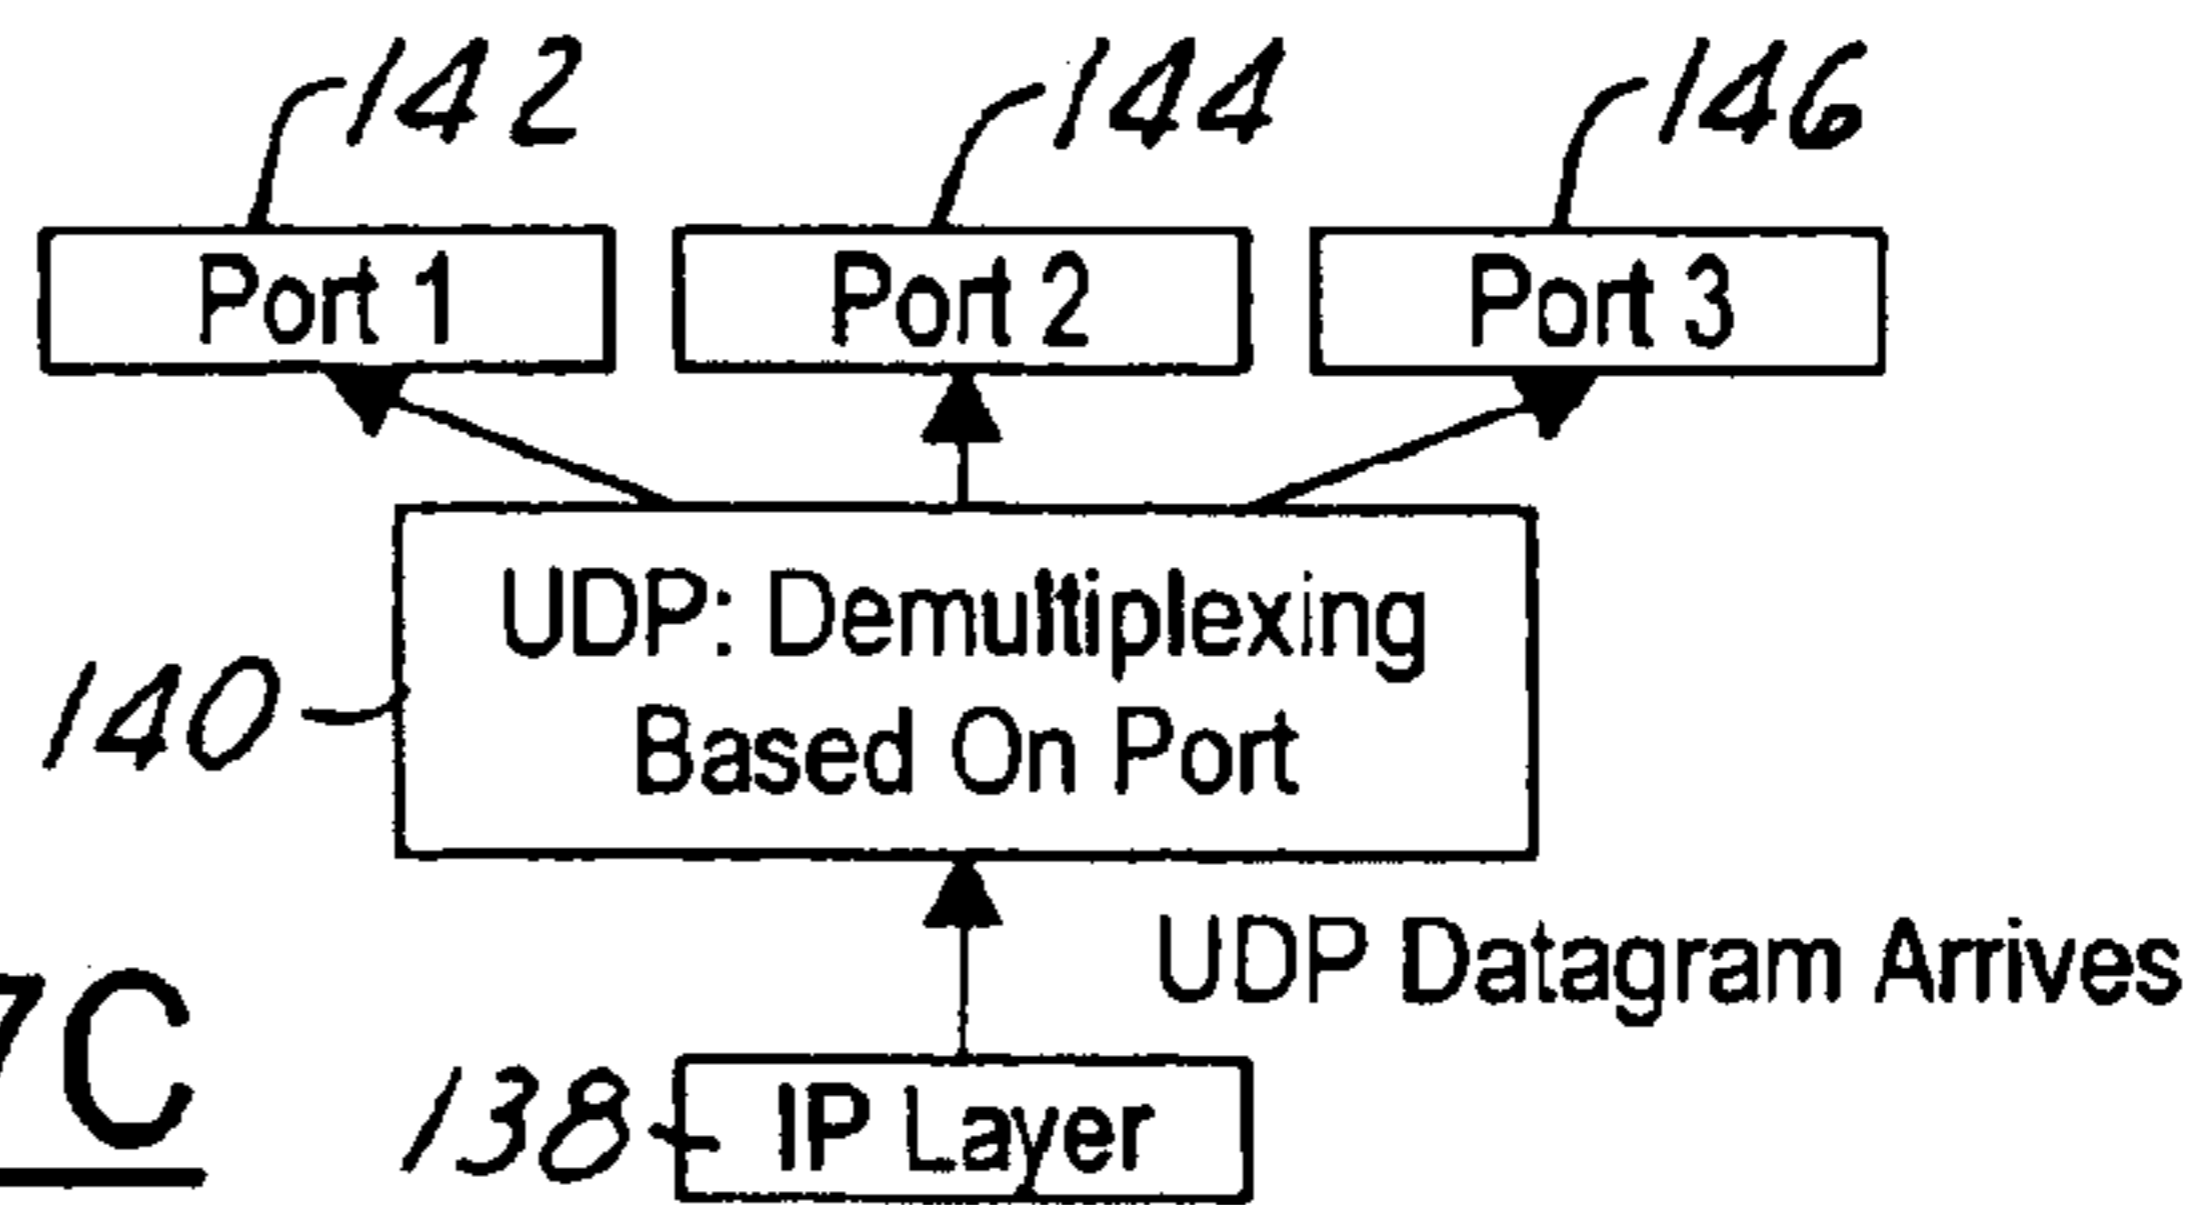 142 144 146
Port 1 Port 2 Port 3
UDP: Demultiplexing
Based On Port
140
UDP Datagram Arrives
7C
138 IP Layer